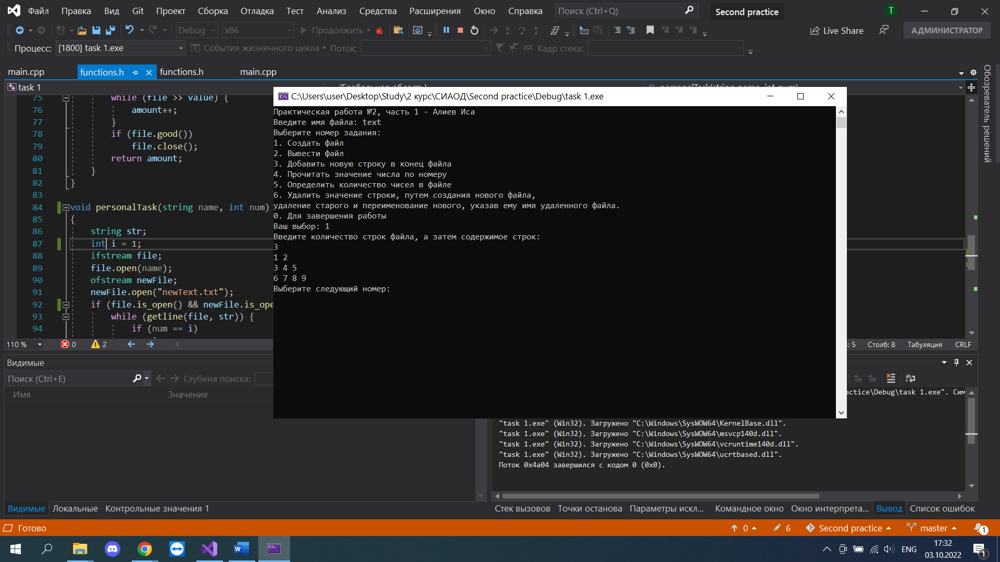 Файл Правка Вид Git Проект Сборка Отладка Тест Анализ Средства Расширения Окно Справка Поиск (Ctrl+Q) Second practice T
Debug x86 Продолжить Live Share АДМИНИСТРАТОР
Процесс: [1800] task 1.exe События жизненного цикла Поток: Кадр стека:
main.cpp functions.h functions.h main.cpp
task 1
75 while (file >> value) {
76 amount++;
77 }
78 if (file.good())
79 file.close();
80 return amount;
81 }
82 }
83
84 void personalTask(string name, int num)
85 {
86 string str;
87 int i = 1;
88 ifstream file;
89 file.open(name);
90 ofstream newFile;
91 newFile.open("newText.txt");
92 if (file.is_open() && newFile.is_ope
93 while (getline(file, str)) {
94 if (num == i)
C:\Users\user\Desktop\Study\2 курс\СИАОД\Second practice\Debug\task 1.exe
Практическая работа №2, часть 1 - Алиев Иса
Введите имя файла: text
Выберите номер задания:
1. Создать файл
2. Вывести файл
3. Добавить новую строку в конец файла
4. Прочитать значение числа по номеру
5. Определить количество чисел в файле
6. Удалить значение строки, путем создания нового файла,
удаление старого и переименование нового, указав ему имя удаленного файла.
0. Для завершения работы
Ваш выбор: 1
Введите количество строк файла, а затем содержимое строк:
3
1 2
3 4 5
6 7 8 9
Выберите следующий номер:
Обозреватель решений
110 % 0 2 : 5 Столб: 8 Табуляция CRLF
Видимые
Поиск (Ctrl+E) Глубина поиска:
Имя Значение
actice\Debug\task 1.exe". Сим
"task 1.exe" (Win32). Загружено "C:\Windows\SysWOW64\KernelBase.dll".
"task 1.exe" (Win32). Загружено "C:\Windows\SysWOW64\msvcp140d.dll".
"task 1.exe" (Win32). Загружено "C:\Windows\SysWOW64\vcruntime140d.dll".
"task 1.exe" (Win32). Загружено "C:\Windows\SysWOW64\ucrtbased.dll".
Поток 0x4a04 завершился с кодом 0 (0x0).
Видимые Локальные Контрольные значения 1
Стек вызовов Точки останова Параметры искл... Командное окно Окно интерпрета... Вывод Список ошибок
Готово 0 6 Second practice master 1
ENG 17:32
03.10.2022 1